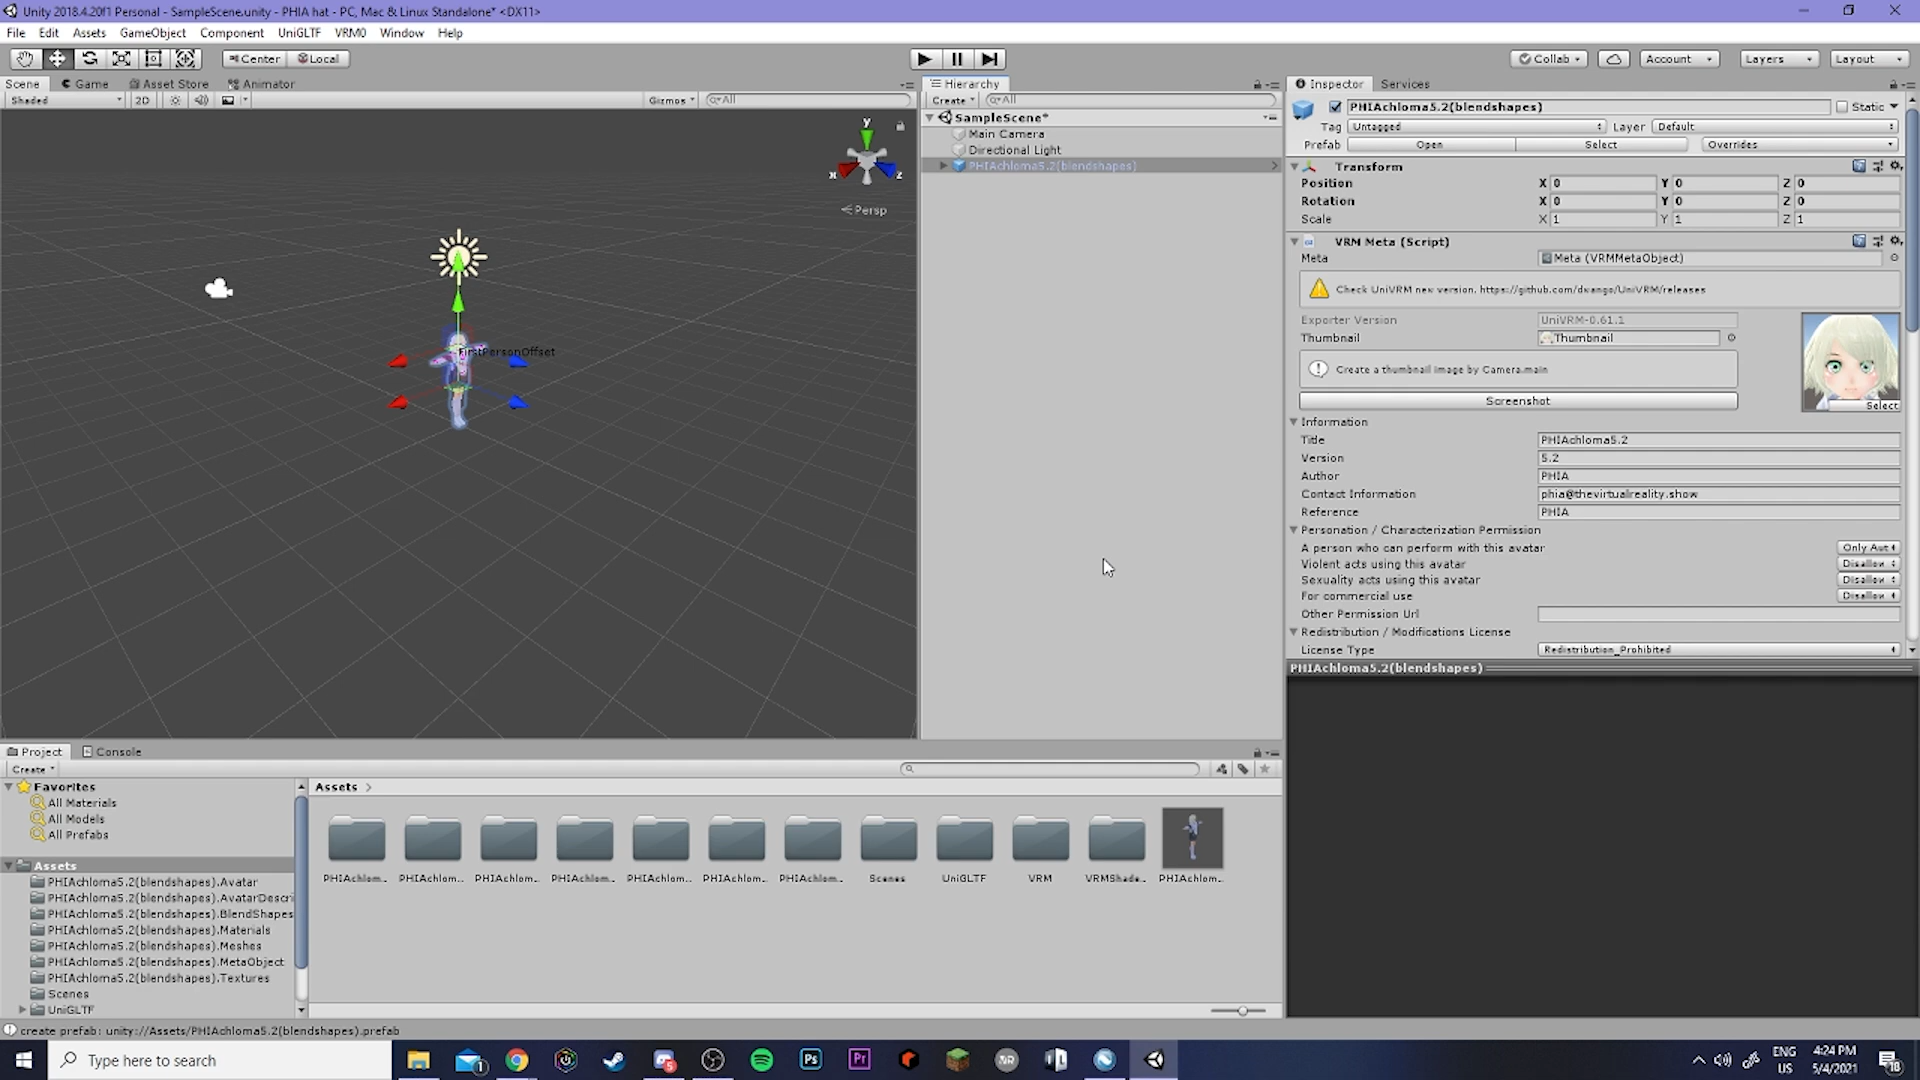 Unity 2018.4.20f1 Personal - SampleScene.unity - PHIA hat - PC, Mac & Linux Standalone* <DX11>
File Edit Assets GameObject Component UniGLTF VRM0 Window Help
Center Local Collab Account Layers Layout
Scene Game Asset Store Animator
Shaded 2D Gizmos All
y
x z
Persp
FirstPersonOffset
Hierarchy
Create All
SampleScene*
Main Camera
Directional Light
PHIAchloma5.2(blendshapes)
Inspector Services
PHIAchloma5.2(blendshapes) Static
Tag Untagged Layer Default
Prefab Open Select Overrides
Transform
Position X 0 Y 0 Z 0
Rotation X 0 Y 0 Z 0
Scale X 1 Y 1 Z 1
VRM Meta (Script)
Meta Meta (VRMMetaObject)
Check UniVRM new version. https://github.com/dwango/UniVRM/releases
Exporter Version UniVRM-0.61.1
Thumbnail Thumbnail
Create a thumbnail image by Camera.main
Screenshot
Select
Information
Title PHIAchloma5.2
Version 5.2
Author PHIA
Contact Information phia@thevirtualreality.show
Reference PHIA
Personation / Characterization Permission
A person who can perform with this avatar Only Aut
Violent acts using this avatar Disallow
Sexuality acts using this avatar Disallow
For commercial use Disallow
Other Permission Url
Redistribution / Modifications License
License Type Redistribution_Prohibited
PHIAchloma5.2(blendshapes)
Project Console
Create
Favorites
All Materials
All Models
All Prefabs
Assets
PHIAchloma5.2(blendshapes).Avatar
PHIAchloma5.2(blendshapes).AvatarDescri
PHIAchloma5.2(blendshapes).BlendShapes
PHIAchloma5.2(blendshapes).Materials
PHIAchloma5.2(blendshapes).Meshes
PHIAchloma5.2(blendshapes).MetaObject
PHIAchloma5.2(blendshapes).Textures
Scenes
UniGLTF
Assets
PHIAchlom... PHIAchlom... PHIAchlom... PHIAchlom... PHIAchlom... PHIAchlom... PHIAchlom... Scenes UniGLTF VRM VRMShade... PHIAchlom...
create prefab: unity://Assets/PHIAchloma5.2(blendshapes).prefab
Type here to search
1
5
Ps
Pr
ENG
US
4:24 PM
5/4/2021
18